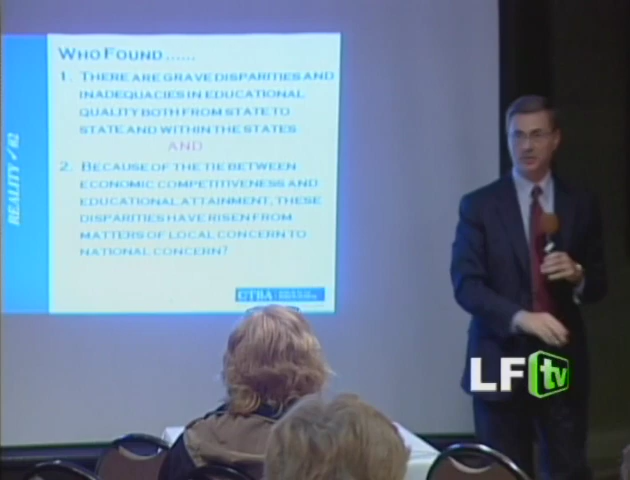 WHO FOUND ......
1. THERE ARE GRAVE DISPARITIES AND
INADEQUACIES IN EDUCATIONAL
QUALITY BOTH FROM STATE TO
STATE AND WITHIN THE STATES
AND
2. BECAUSE OF THE TIE BETWEEN
ECONOMIC COMPETITIVENESS AND
EDUCATIONAL ATTAINMENT, THESE
DISPARITIES HAVE RISEN FROM
MATTERS OF LOCAL CONCERN TO
NATIONAL CONCERN?
REALITY ✓ #2
LF tv